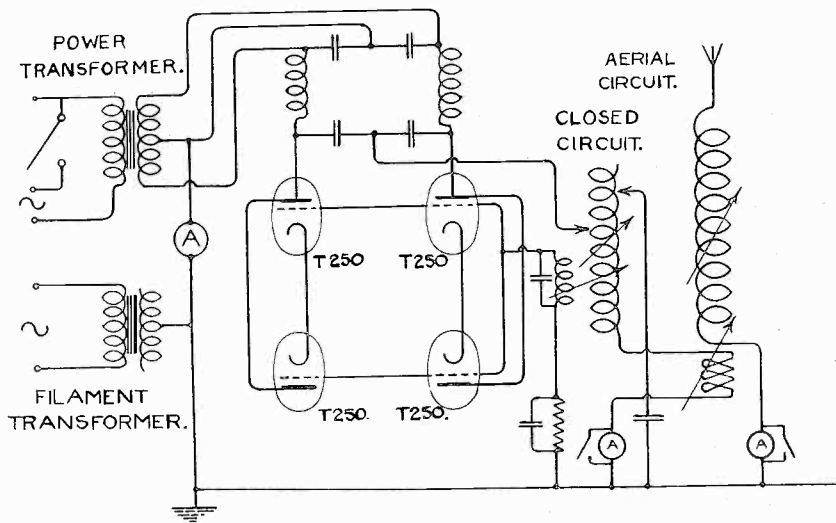 POWER
TRANSFORMER.
AERIAL
CIRCUIT.
CLOSED
CIRCUIT.
A
T250
T250
FILAMENT
TRANSFORMER.
T250.
T250.
A
A